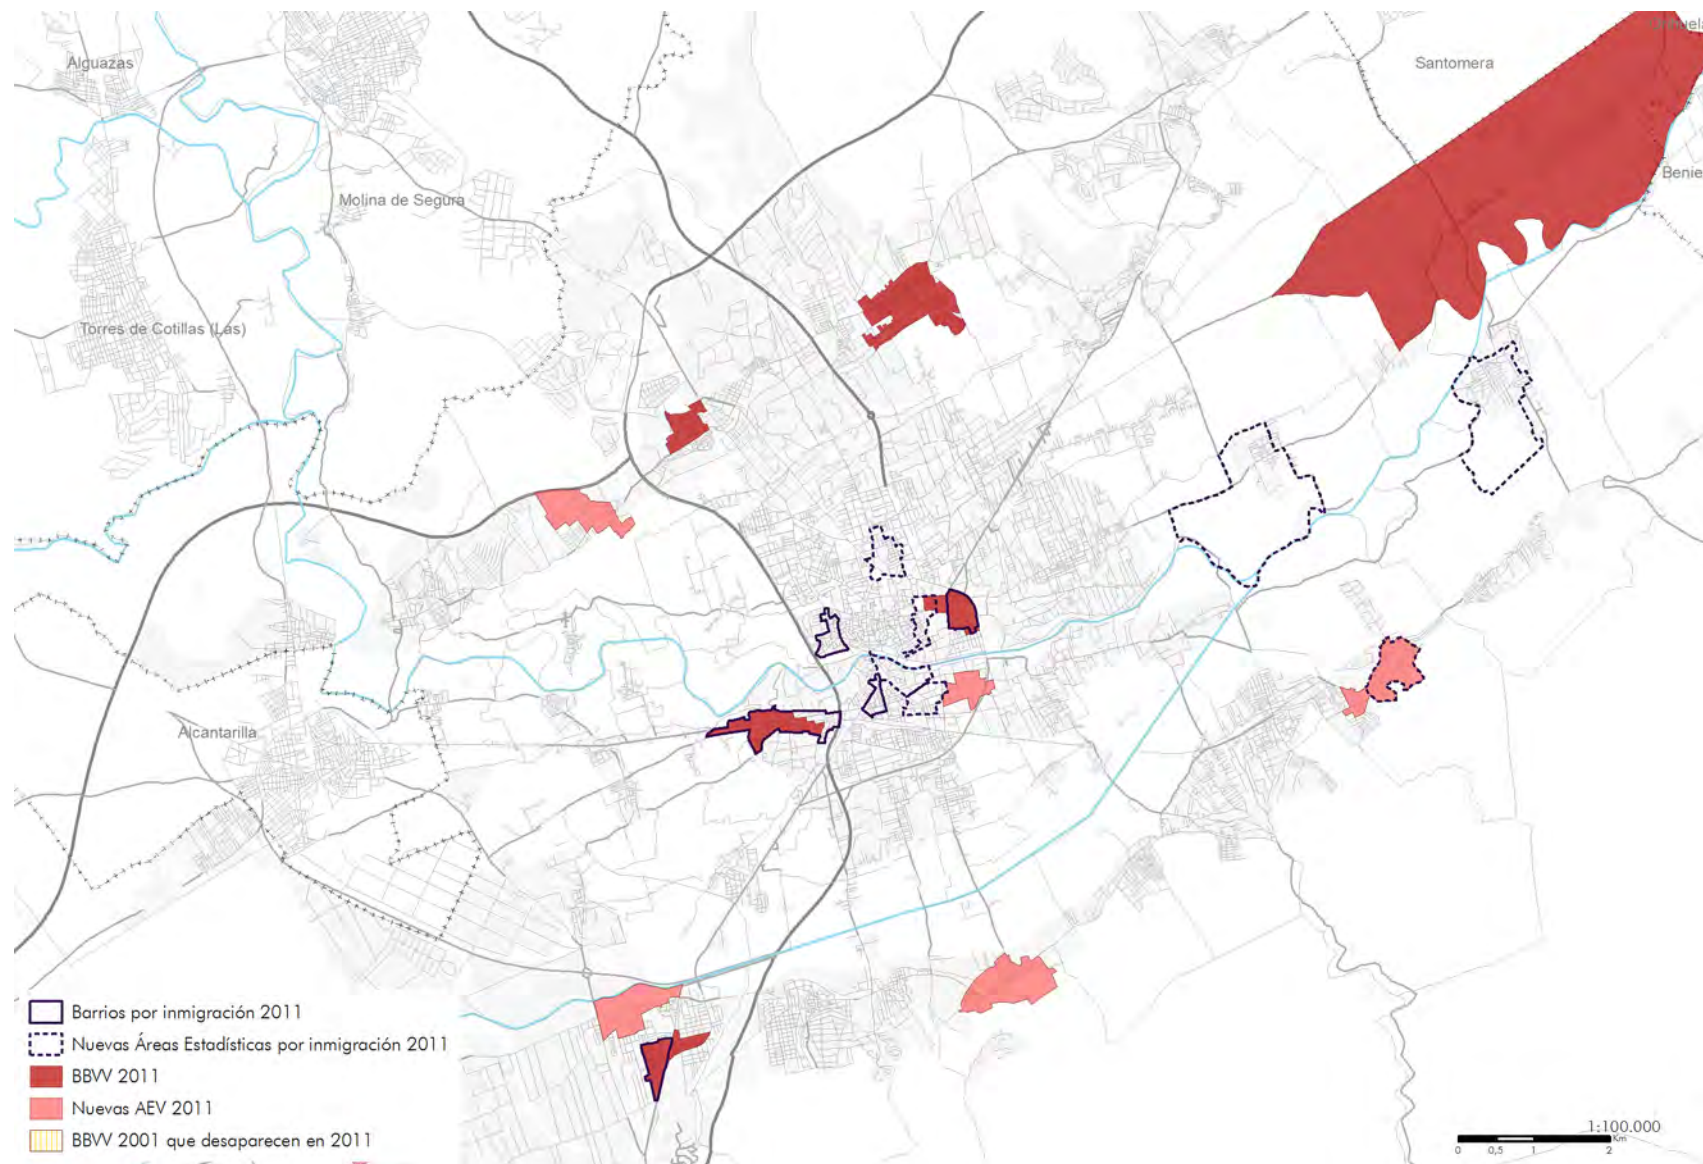 Alguazas
Santomera
Molina de Segura
Torres de Cotillas (Las)
Alcantarilla
Barrios por inmigración 2011
Nuevas Áreas Estadísticas por inmigración 2011
BBVV 2011
Nuevas AEV 2011
BBVV 2001 que desaparecen en 2011
1:100.000
Km
0 0,5 1 2